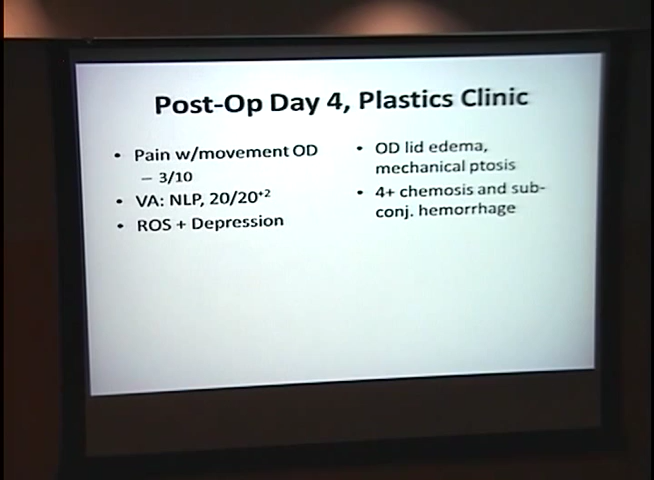 Post-Op Day 4, Plastics Clinic
• Pain w/movement OD
– 3/10
• VA: NLP, 20/20+2
• ROS + Depression
• OD lid edema,
mechanical ptosis
• 4+ chemosis and sub-
conj. hemorrhage